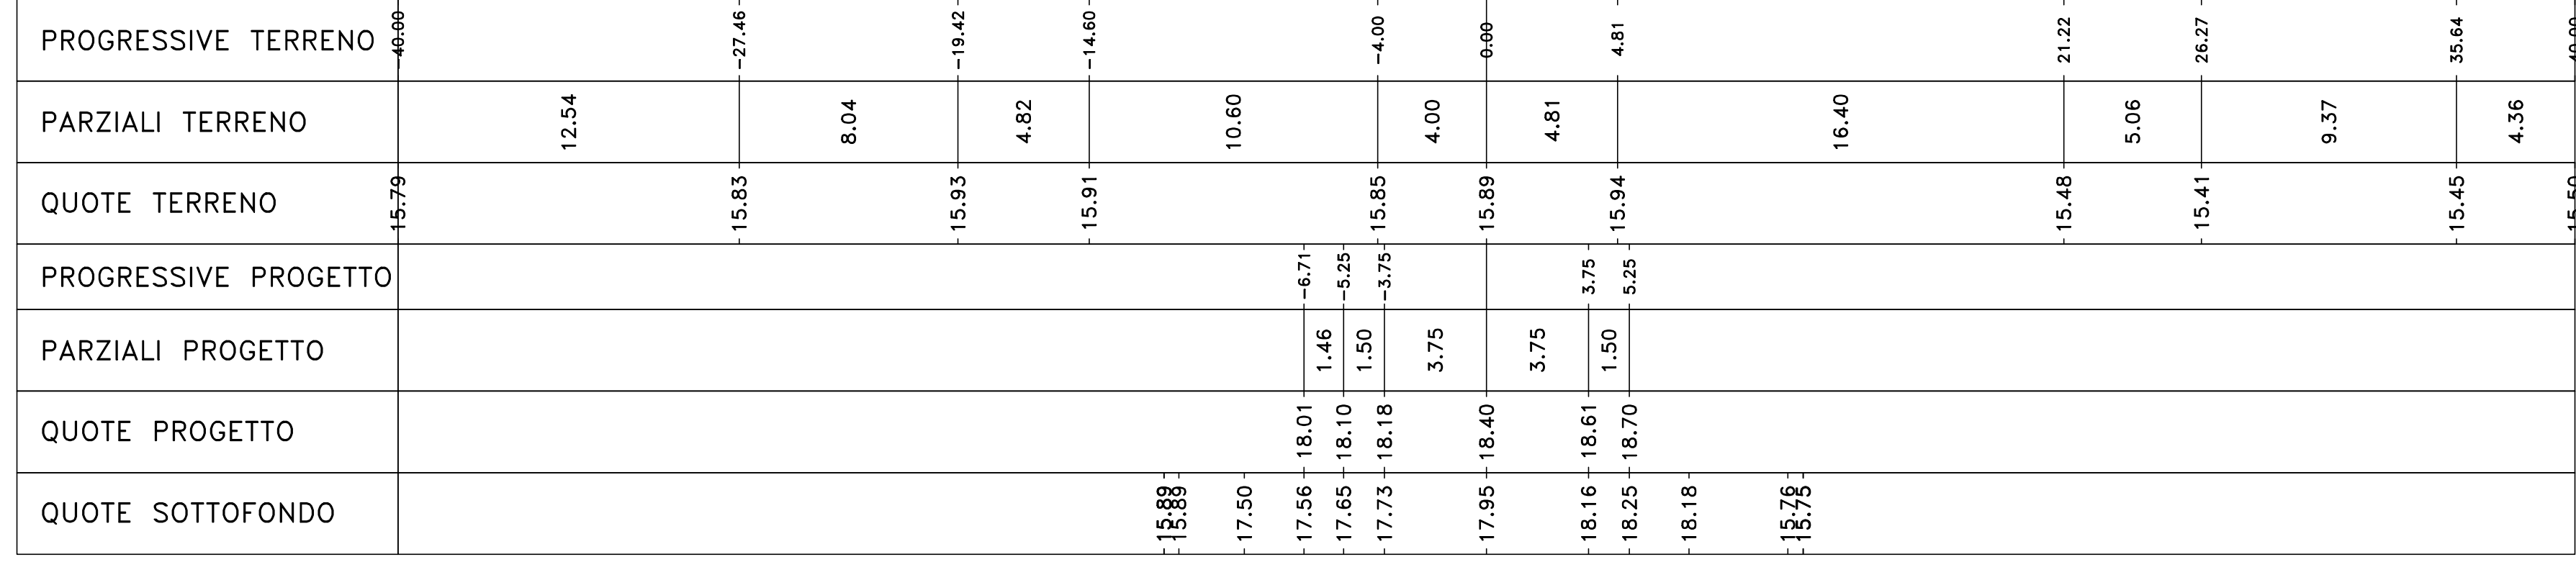 PROGRESSIVE TERRENO -40.00 -27.46 -19.42 -14.60 -4.00 0.00 4.81 21.22 26.27 35.64
PARZIALI TERRENO 12.54 8.04 4.82 10.60 4.00 4.81 16.40 5.06 9.37 4.36
QUOTE TERRENO 15.79 15.83 15.93 15.91 15.85 15.89 15.94 15.48 15.41 15.45
PROGRESSIVE PROGETTO -6.71 -5.25 -3.75 3.75 5.25
PARZIALI PROGETTO 1.46 1.50 3.75 3.75 1.50
QUOTE PROGETTO 18.01 18.10 18.18 18.40 18.61 18.70
QUOTE SOTTOFONDO 15.89 15.89 17.50 17.56 17.65 17.73 17.95 18.16 18.25 18.18 15.76 15.75